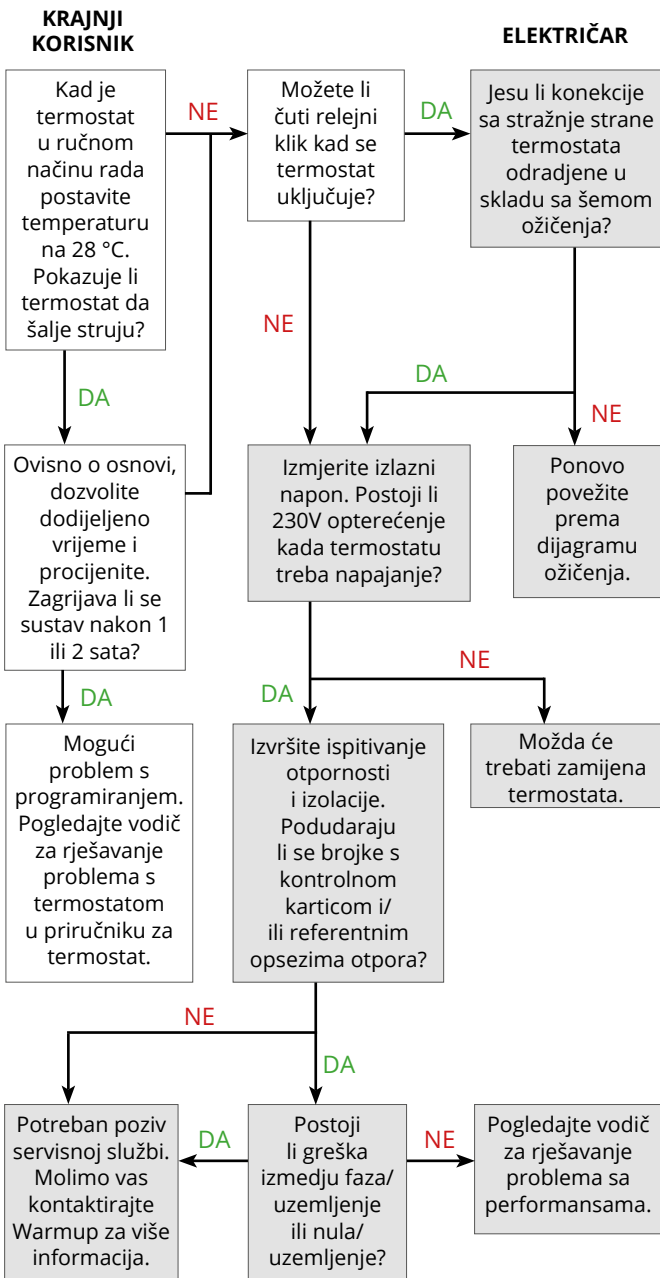 KRAJNJI
KORISNIK
ELEKTRIČAR
Kad je
termostat
u ručnom
načinu rada
postavite
temperaturu
na 28 °C.
Pokazuje li
termostat da
šalje struju?
NE
Možete li
čuti relejni
klik kad se
termostat
uključuje?
DA
Jesu li konekcije
sa stražnje strane
termostata
odradjene u
skladu sa šemom
ožičenja?
DA
NE
DA
NE
Ovisno o osnovi,
dozvolite
dodijeljeno
vrijeme i
procijenite.
Zagrijava li se
sustav nakon 1
ili 2 sata?
Izmjerite izlazni
napon. Postoji li
230V opterećenje
kada termostatu
treba napajanje?
Ponovo
povežite
prema
dijagramu
ožičenja.
DA
DA
NE
Mogući
problem s
programiranjem.
Pogledajte vodič
za rješavanje
problema s
termostatom
u priručniku za
termostat.
Izvršite ispitivanje
otpornosti
i izolacije.
Podudaraju
li se brojke s
kontrolnom
karticom i/
ili referentnim
opsezima otpora?
Možda će
trebati zamijena
termostata.
NE
DA
Potreban poziv
servisnoj službi.
Molimo vas
kontaktirajte
Warmup za više
informacija.
DA
Postoji
li greška
izmedju faza/
uzemljenje
ili nula/
uzemljenje?
NE
Pogledajte vodič
za rješavanje
problema sa
performansama.